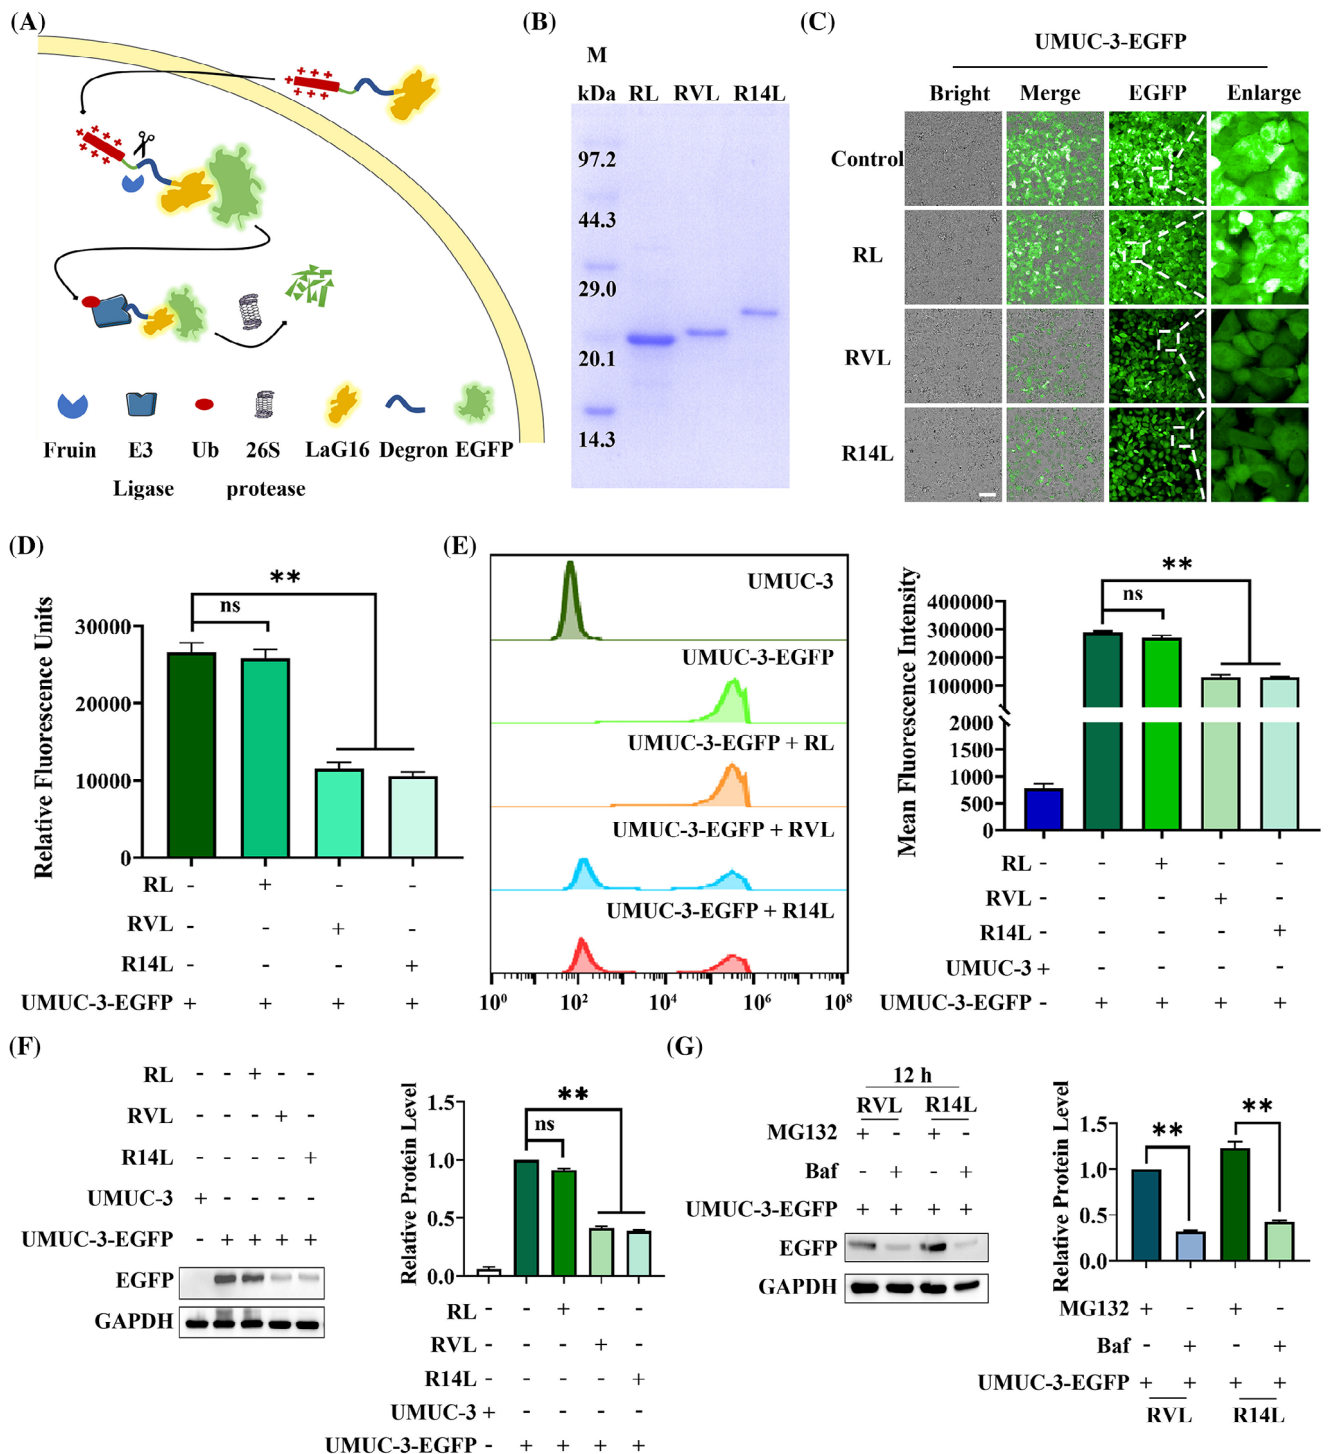 (A)
Fruin E3 Ub 26S LaG16 Degron EGFP
Ligase protease
(B)
M
kDa RL RVL R14L
97.2
44.3
29.0
20.1
14.3
(C)
UMUC-3-EGFP
Bright Merge EGFP Enlarge
Control
RL
RVL
R14L
(D)
Relative Fluorescence Units
**
ns
30000
20000
10000
0
RL - + - -
RVL - - + -
R14L - - - +
UMUC-3-EGFP + + + +
(E)
UMUC-3
UMUC-3-EGFP
UMUC-3-EGFP + RL
UMUC-3-EGFP + RVL
UMUC-3-EGFP + R14L
10⁰ 10² 10⁴ 10⁶ 10⁸
Mean Fluorescence Intensity
**
ns
400000
300000
200000
100000
2000
1500
1000
500
0
RL - - + - -
RVL - - - + -
R14L - - - - +
UMUC-3 + - - - -
UMUC-3-EGFP - + + + +
(F)
RL - - + - -
RVL - - - + -
R14L - - - - +
UMUC-3 + - - - -
UMUC-3-EGFP - + + + +
EGFP
GAPDH
Relative Protein Level
**
ns
1.5
1.0
0.5
0.0
RL - - + - -
RVL - - - + -
R14L - - - - +
UMUC-3 + - - - -
UMUC-3-EGFP - + + + +
(G)
12 h
RVL R14L
MG132 + - + -
Baf - + - +
UMUC-3-EGFP + + + +
EGFP
GAPDH
Relative Protein Level
** **
1.5
1.0
0.5
0.0
MG132 + - + -
Baf - + - +
UMUC-3-EGFP + + + +
RVL R14L